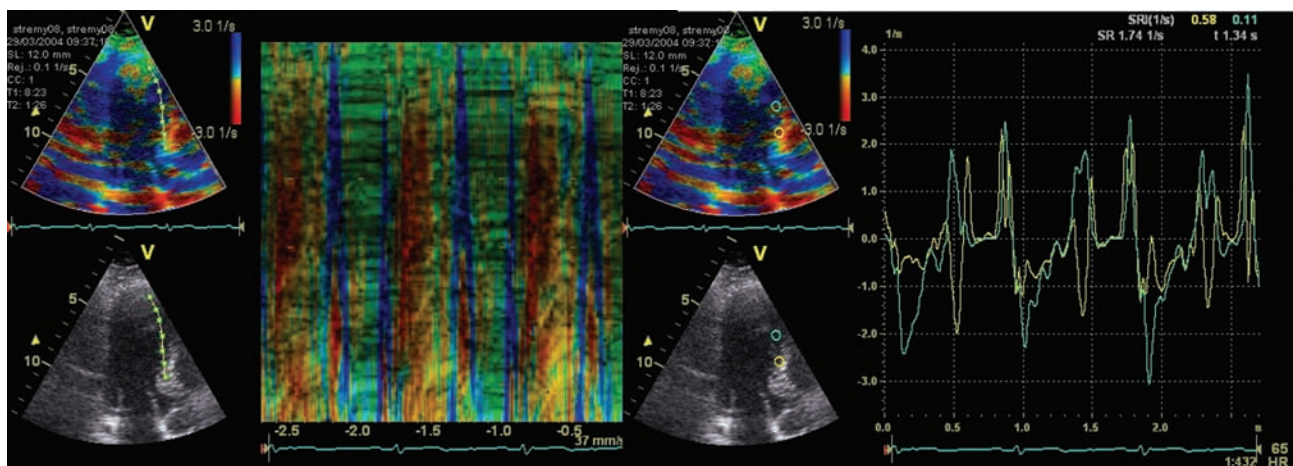 stremy08, stremy08
29/03/2004 09:37:1
SL: 12.0 mm
Rej.: 0.1 1/s
CC: 1
T1: 8:23
T2: 1:26
V
3.0 1/s
-3.0 1/s
5
10
V
5
10
-2.5
-2.0
-1.5
-1.0
-0.5
37 mm/s
stremy08, stremy08
29/03/2004 09:37:1
SL: 12.0 mm
Rej.: 0.1 1/s
CC: 1
T1: 8:23
T2: 1:26
V
3.0 1/s
-3.0 1/s
5
10
V
5
10
SRI(1/s) 0.58 0.11
SR 1.74 1/s t 1.34 s
1/s
4.0
3.0
2.0
1.0
0.0
-1.0
-2.0
-3.0
0.0 0.5 1.0 1.5 2.0 s
65
HR
1:432